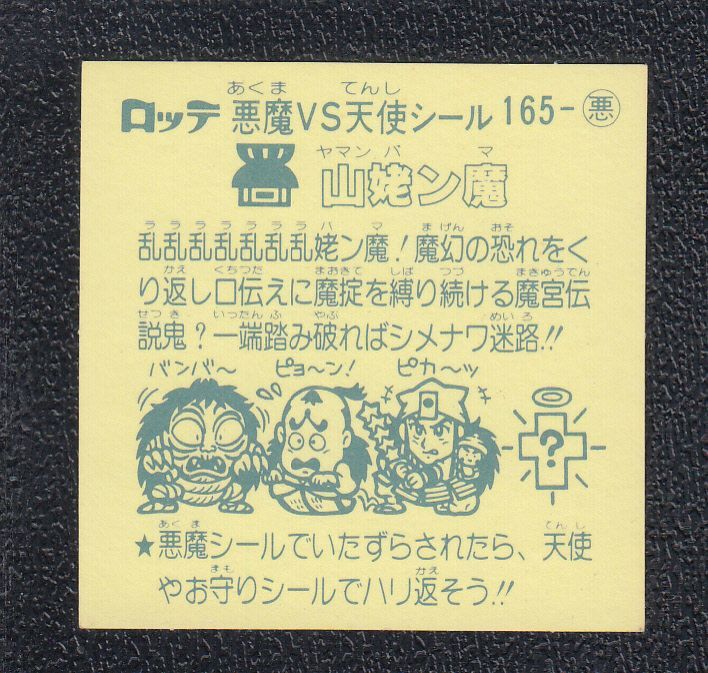 ロッテ 悪魔VS天使シール 165-悪
あくま てんし
山姥ン魔
ヤマンバ マ
乱乱乱乱乱乱乱姥ン魔!魔幻の恐れをく
ララララララララバ マ まげん おそ
り返し口伝えに魔掟を縛り続ける魔宮伝
かえ くちつた まおきて しば つづ まきゅうでん
説鬼?一端踏み破ればシメナワ迷路!!
せつき いったんふ やぶ めいろ
バンバ〜 ピョ〜ン! ピカ〜ッ
?
★悪魔シールでいたずらされたら、天使
あくま てんし
やお守りシールでハリ返そう!!
まも かえ